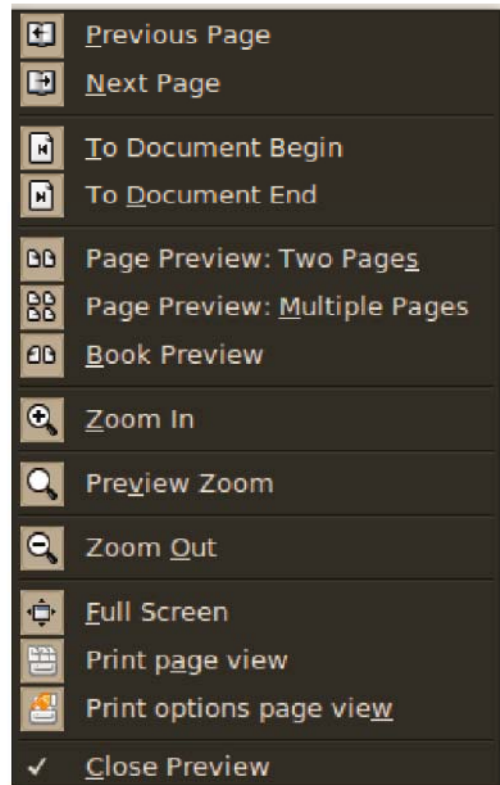 Previous Page
Next Page
To Document Begin
To Document End
Page Preview: Two Pages
Page Preview: Multiple Pages
Book Preview
Zoom In
Preview Zoom
Zoom Out
Full Screen
Print page view
Print options page view
Close Preview